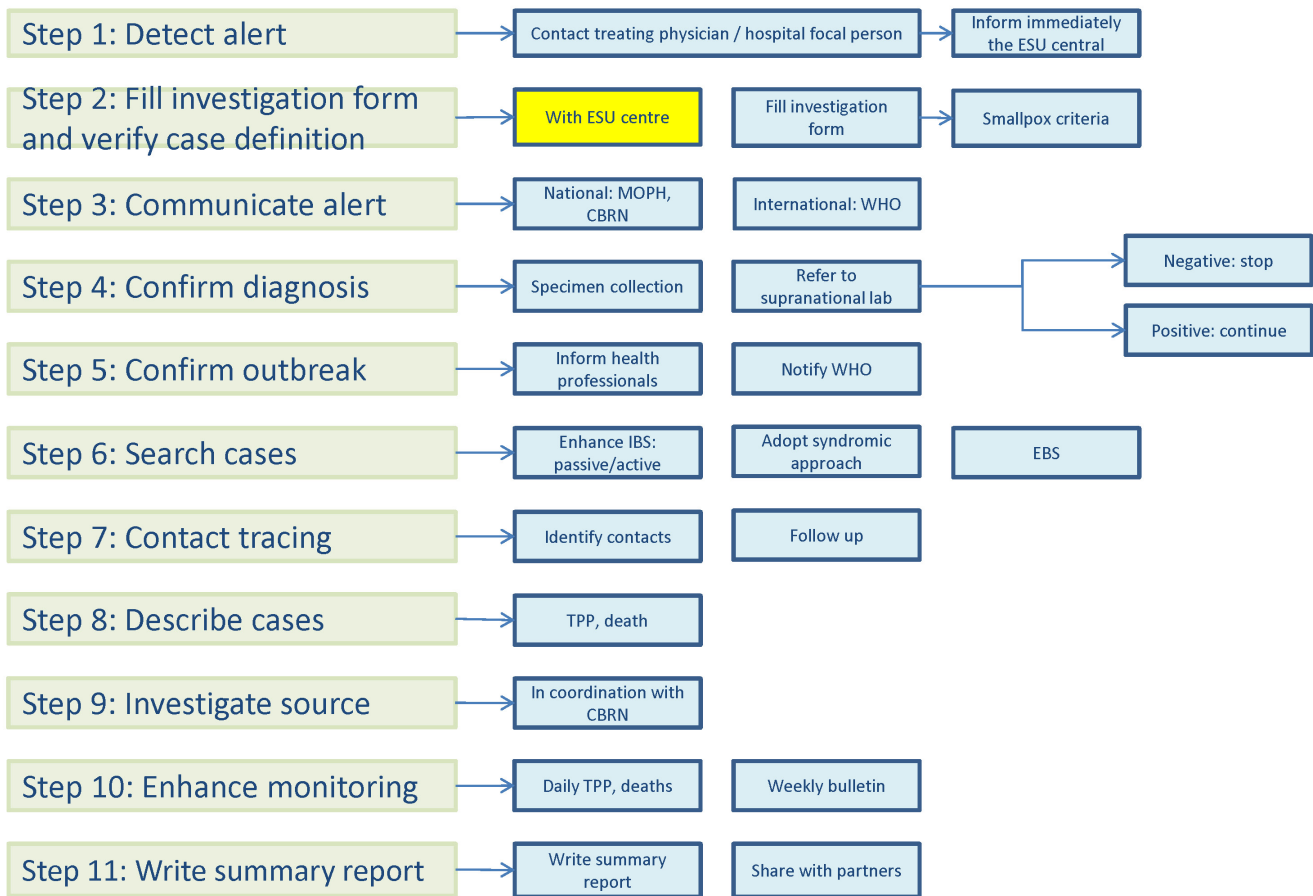 Step 1: Detect alert
Contact treating physician / hospital focal person
Inform immediately
the ESU central
Step 2: Fill investigation form
and verify case definition
With ESU centre
Fill investigation
form
Smallpox criteria
Step 3: Communicate alert
National: MOPH,
CBRN
International: WHO
Step 4: Confirm diagnosis
Specimen collection
Refer to
supranational lab
Negative: stop
Positive: continue
Step 5: Confirm outbreak
Inform health
professionals
Notify WHO
Step 6: Search cases
Enhance IBS:
passive/active
Adopt syndromic
approach
EBS
Step 7: Contact tracing
Identify contacts
Follow up
Step 8: Describe cases
TPP, death
Step 9: Investigate source
In coordination with
CBRN
Step 10: Enhance monitoring
Daily TPP, deaths
Weekly bulletin
Step 11: Write summary report
Write summary
report
Share with partners